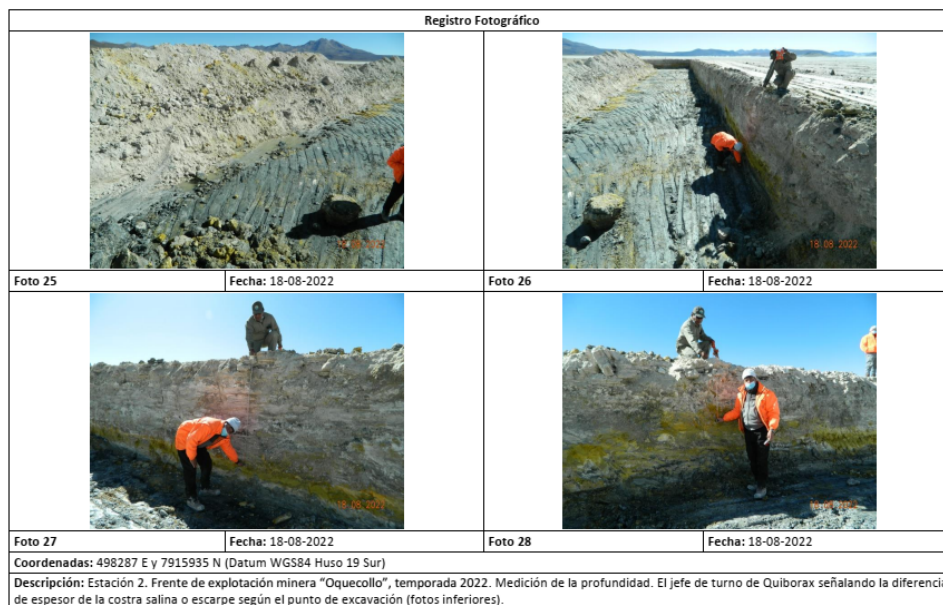 Registro Fotográfico
18 08 2022
18 08 2022
Foto 25
Fecha: 18-08-2022
Foto 26
Fecha: 18-08-2022
18 08 2022
18 08 2022
Foto 27
Fecha: 18-08-2022
Foto 28
Fecha: 18-08-2022
Coordenadas: 498287 E y 7915935 N (Datum WGS84 Huso 19 Sur)
Descripción: Estación 2. Frente de explotación minera “Oquecollo”, temporada 2022. Medición de la profundidad. El jefe de turno de Quiborax señalando la diferencia
de espesor de la costra salina o escarpe según el punto de excavación (fotos inferiores).